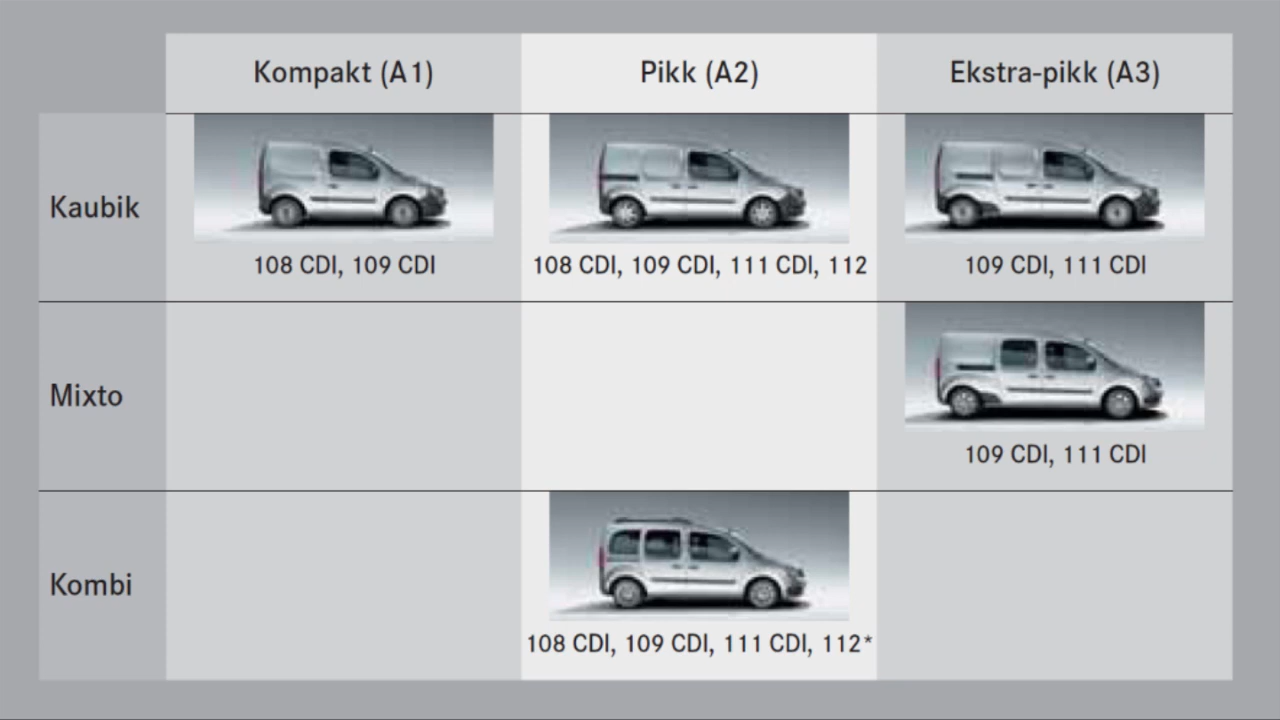 Kompakt (A1)
Pikk (A2)
Ekstra-pikk (A3)
Kaubik
108 CDI, 109 CDI
108 CDI, 109 CDI, 111 CDI, 112
109 CDI, 111 CDI
Mixto
109 CDI, 111 CDI
Kombi
108 CDI, 109 CDI, 111 CDI, 112*